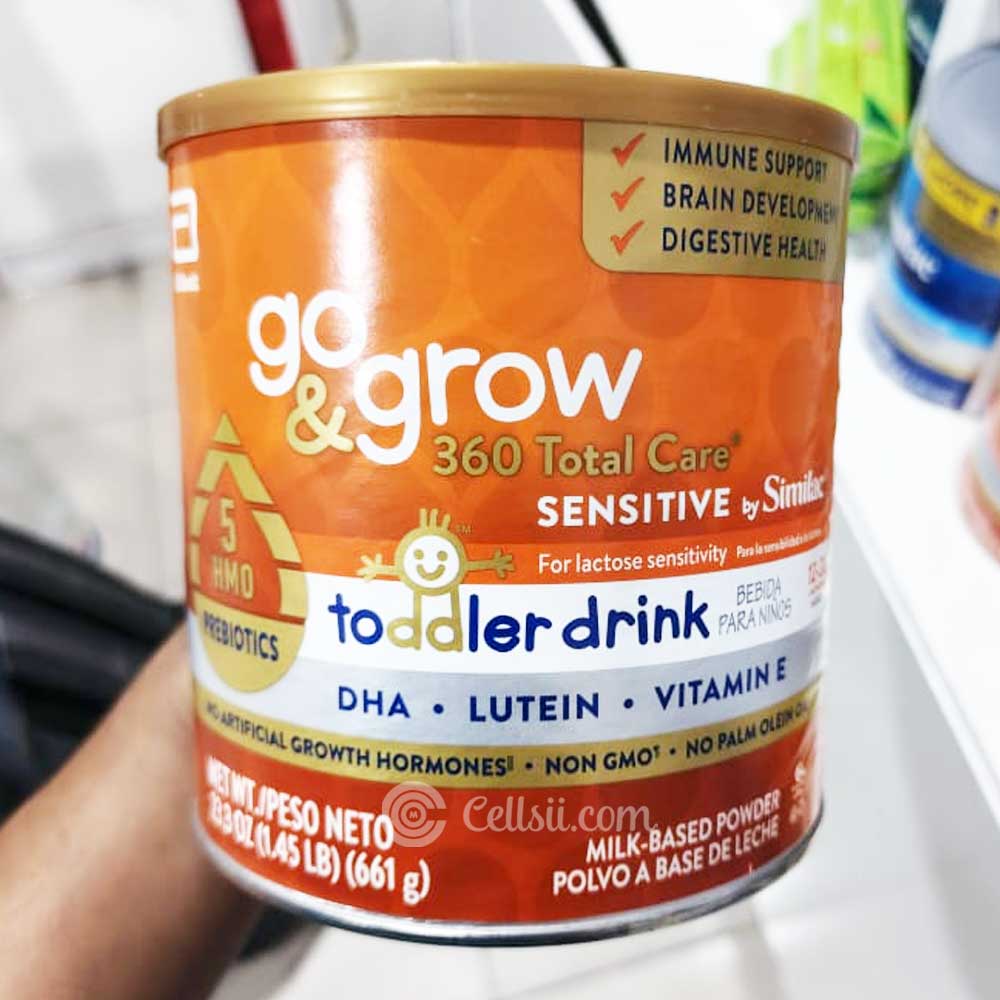 IMMUNE SUPPORT
BRAIN DEVELOPMENT
DIGESTIVE HEALTH
go
& grow
360 Total Care*
SENSITIVE by Similac
For lactose sensitivity
5
HMO
PREBIOTICS
toddler drink
BEBIDA
PARA NIÑOS
DHA • LUTEIN • VITAMIN E
NO ARTIFICIAL GROWTH HORMONES • NON GMO • NO PALM OLEIN OIL
NET WT./PESO NETO
23.3 OZ (1.45 LB) (661 g)
MILK-BASED POWDER
POLVO A BASE DE LECHE
Cellsii.com